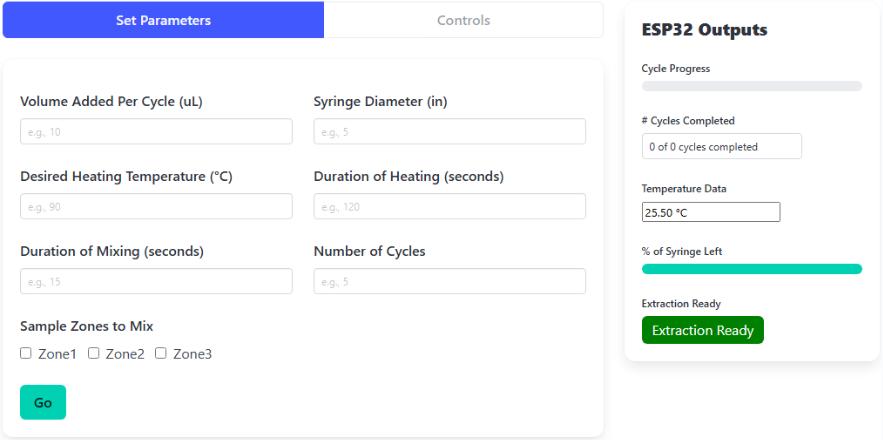 Set Parameters
Controls
Volume Added Per Cycle (uL)
Syringe Diameter (in)
e.g., 10
e.g., 5
Desired Heating Temperature (°C)
Duration of Heating (seconds)
e.g., 90
e.g., 120
Duration of Mixing (seconds)
Number of Cycles
e.g., 15
e.g., 5
Sample Zones to Mix
Zone1 Zone2 Zone3
Go
ESP32 Outputs
Cycle Progress
# Cycles Completed
0 of 0 cycles completed
Temperature Data
25.50 °C
% of Syringe Left
Extraction Ready
Extraction Ready